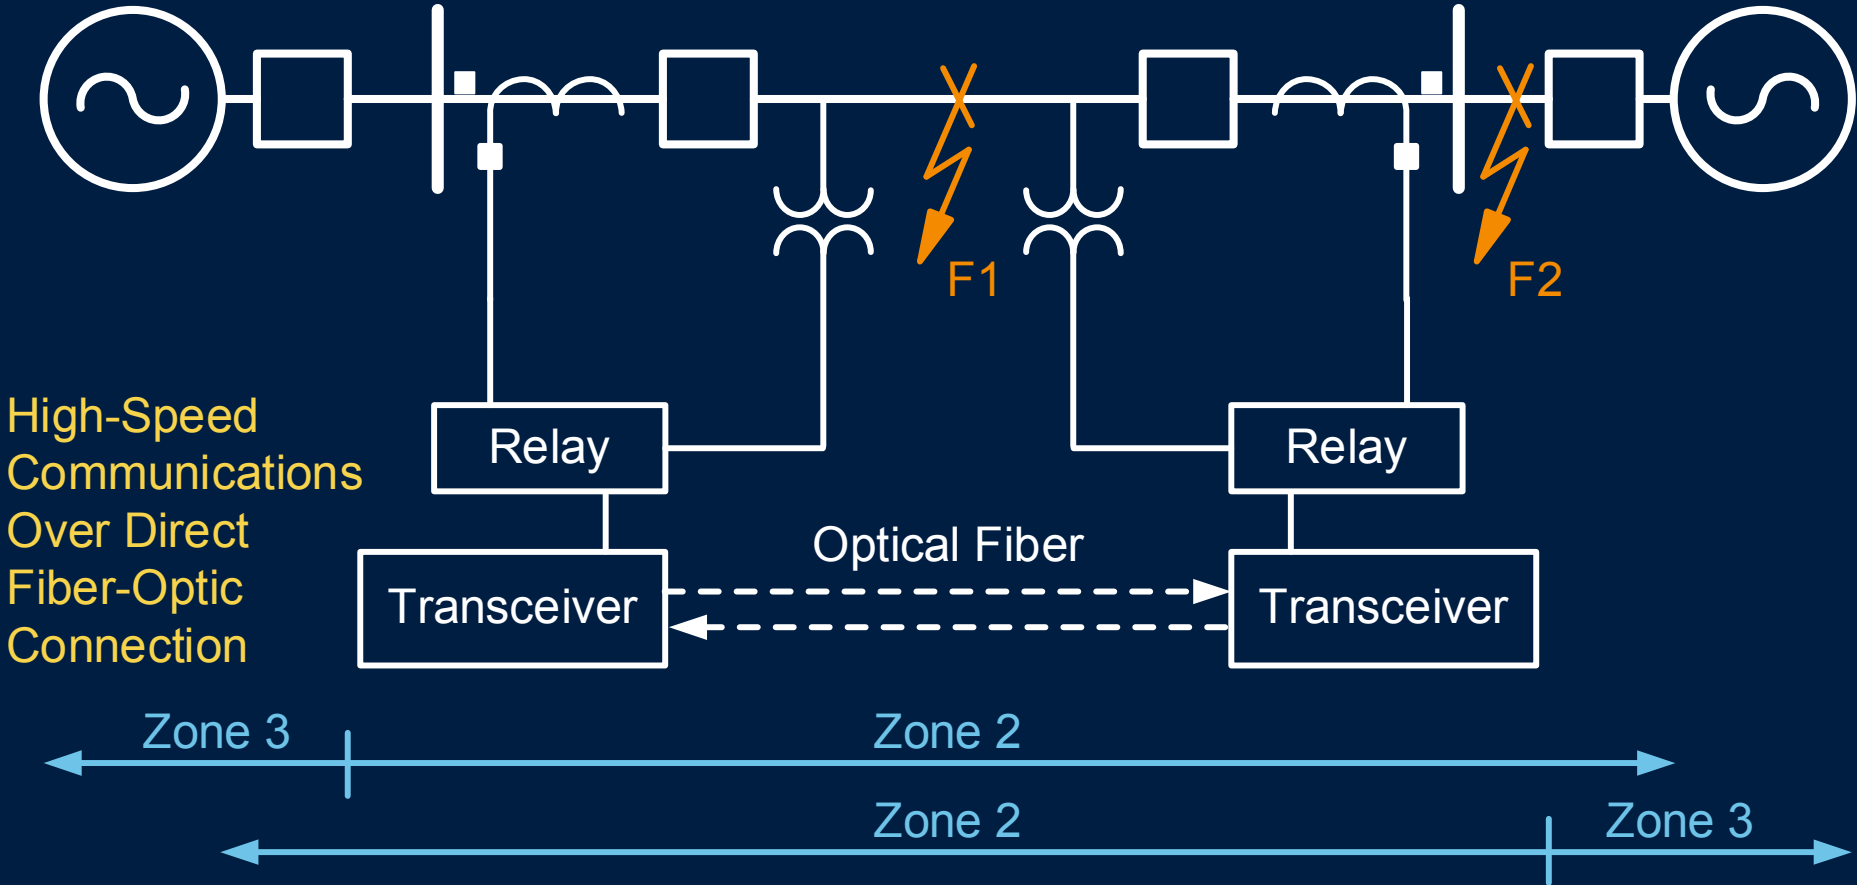 F1
F2
High-Speed
Communications
Over Direct
Fiber-Optic
Connection
Relay
Relay
Optical Fiber
Transceiver
Transceiver
Zone 3
Zone 2
Zone 2
Zone 3